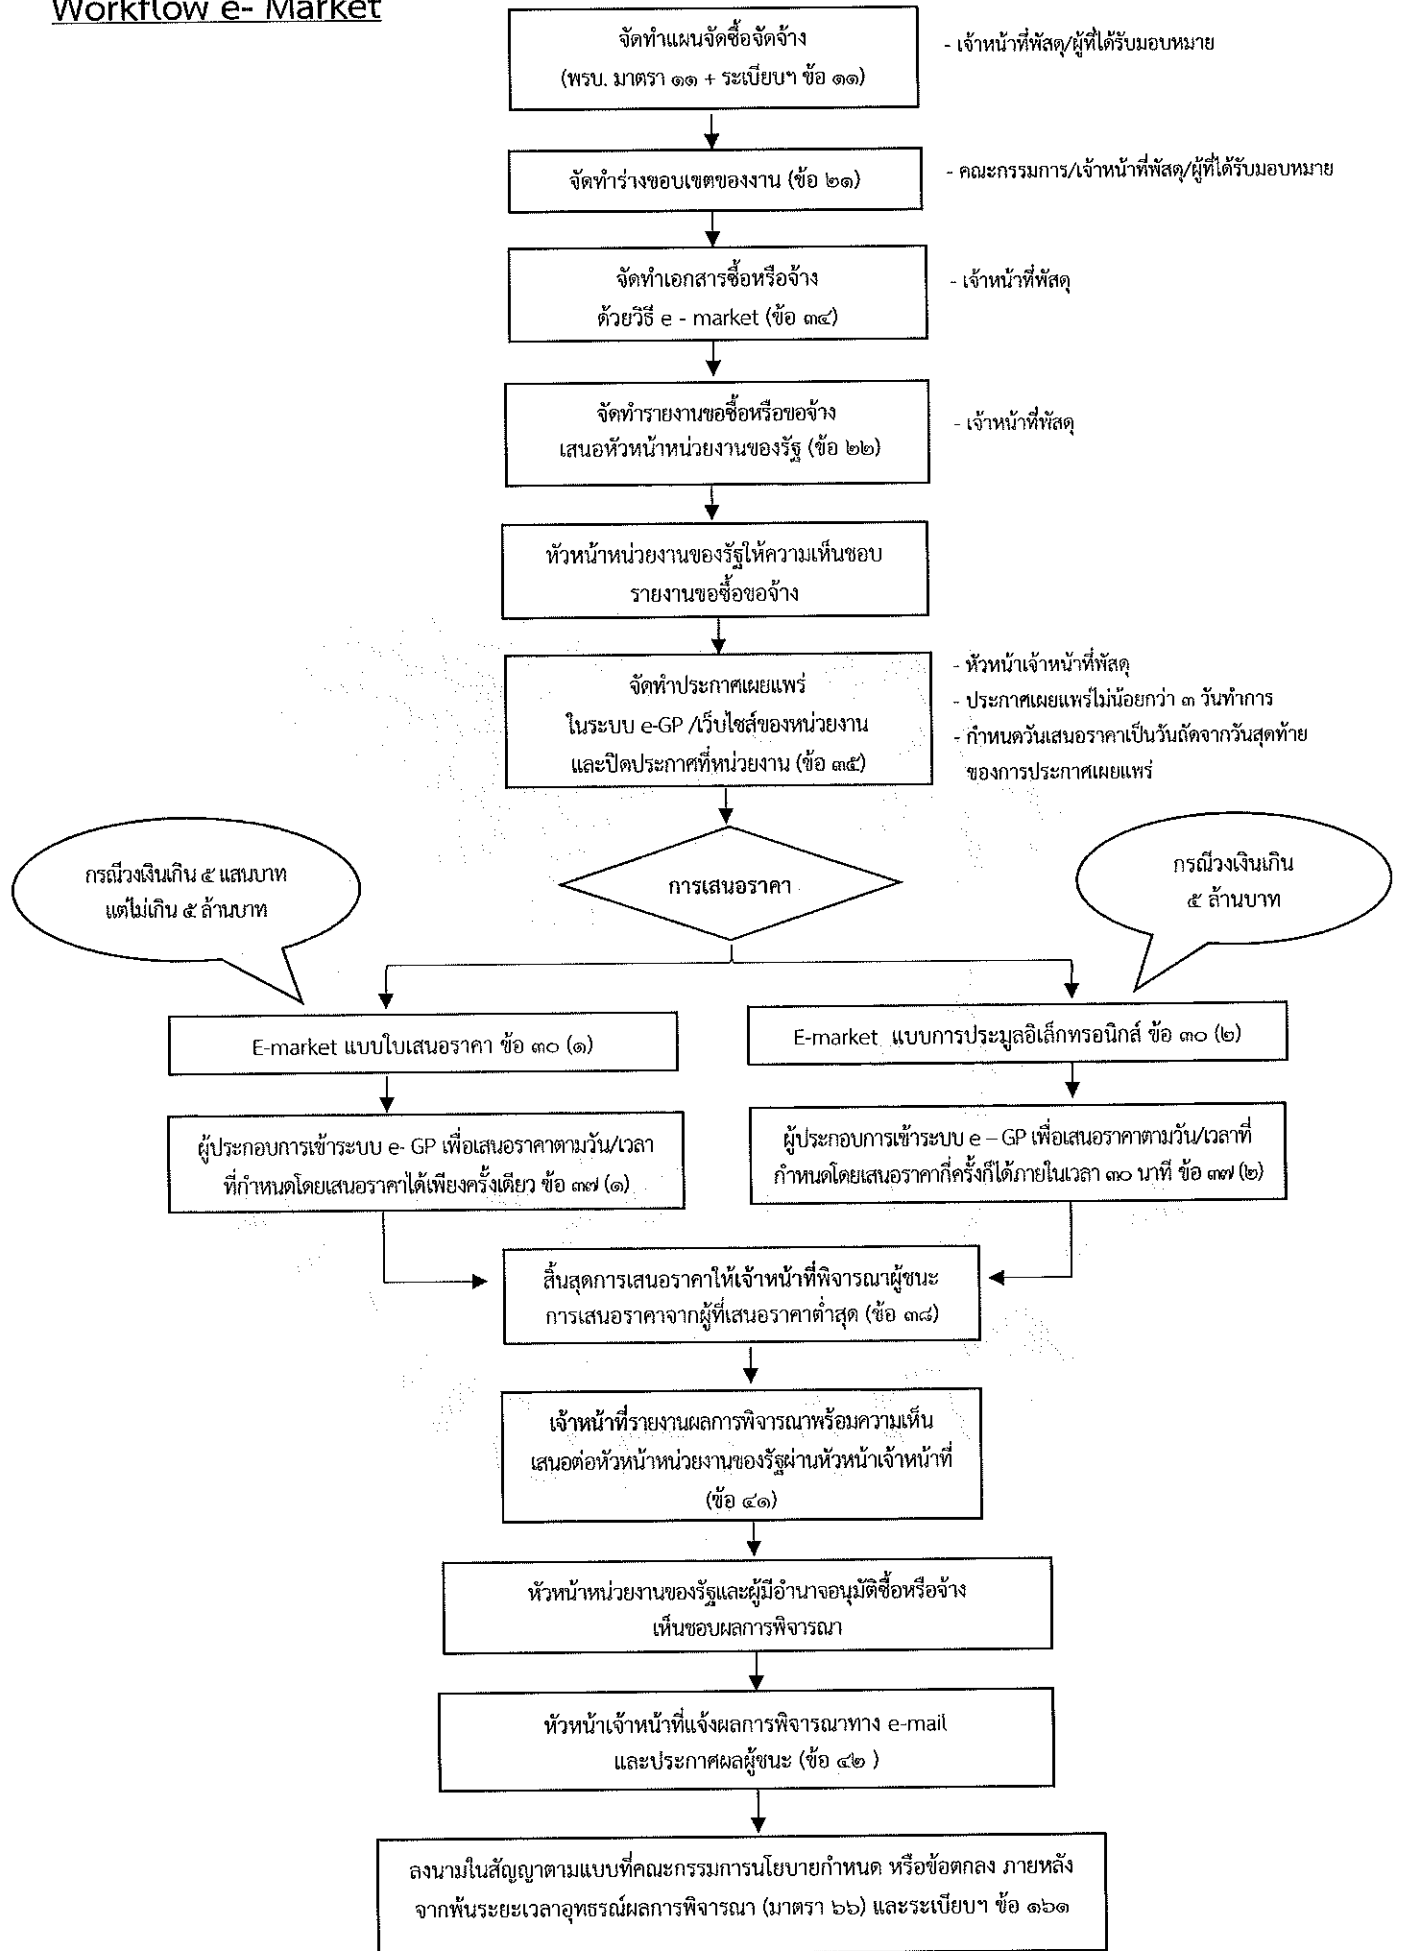 Workflow e- Market
จัดทำแผนจัดซื้อจัดจ้าง
(พรบ. มาตรา ๑๑ + ระเบียบฯ ข้อ ๑๑)
- เจ้าหน้าที่พัสดุ/ผู้ที่ได้รับมอบหมาย
จัดทำร่างขอบเขตของงาน (ข้อ ๒๑)
- คณะกรรมการ/เจ้าหน้าที่พัสดุ/ผู้ที่ได้รับมอบหมาย
จัดทำเอกสารซื้อหรือจ้าง
ด้วยวิธี e - market (ข้อ ๓๔)
- เจ้าหน้าที่พัสดุ
จัดทำรายงานขอซื้อหรือขอจ้าง
เสนอหัวหน้าหน่วยงานของรัฐ (ข้อ ๒๒)
- เจ้าหน้าที่พัสดุ
หัวหน้าหน่วยงานของรัฐให้ความเห็นชอบ
รายงานขอซื้อขอจ้าง
จัดทำประกาศเผยแพร่
ในระบบ e-GP /เว็บไซส์ของหน่วยงาน
และปิดประกาศที่หน่วยงาน (ข้อ ๓๕)
- หัวหน้าเจ้าหน้าที่พัสดุ
- ประกาศเผยแพร่ไม่น้อยกว่า ๓ วันทำการ
- กำหนดวันเสนอราคาเป็นวันถัดจากวันสุดท้าย
ของการประกาศเผยแพร่
กรณีวงเงินเกิน ๕ แสนบาท
แต่ไม่เกิน ๕ ล้านบาท
การเสนอราคา
กรณีวงเงินเกิน
๕ ล้านบาท
E-market แบบใบเสนอราคา ข้อ ๓๐ (๑)
E-market แบบการประมูลอิเล็กทรอนิกส์ ข้อ ๓๐ (๒)
ผู้ประกอบการเข้าระบบ e- GP เพื่อเสนอราคาตามวัน/เวลา
ที่กำหนดโดยเสนอราคาได้เพียงครั้งเดียว ข้อ ๓๗ (๑)
ผู้ประกอบการเข้าระบบ e – GP เพื่อเสนอราคาตามวัน/เวลาที่
กำหนดโดยเสนอราคากี่ครั้งก็ได้ภายในเวลา ๓๐ นาที ข้อ ๓๗ (๒)
สิ้นสุดการเสนอราคาให้เจ้าหน้าที่พิจารณาผู้ชนะ
การเสนอราคาจากผู้ที่เสนอราคาต่ำสุด (ข้อ ๓๘)
เจ้าหน้าที่รายงานผลการพิจารณาพร้อมความเห็น
เสนอต่อหัวหน้าหน่วยงานของรัฐผ่านหัวหน้าเจ้าหน้าที่
(ข้อ ๔๑)
หัวหน้าหน่วยงานของรัฐและผู้มีอำนาจอนุมัติซื้อหรือจ้าง
เห็นชอบผลการพิจารณา
หัวหน้าเจ้าหน้าที่แจ้งผลการพิจารณาทาง e-mail
และประกาศผลผู้ชนะ (ข้อ ๔๒ )
ลงนามในสัญญาตามแบบที่คณะกรรมการนโยบายกำหนด หรือข้อตกลง ภายหลัง
จากพ้นระยะเวลาอุทธรณ์ผลการพิจารณา (มาตรา ๖๖) และระเบียบฯ ข้อ ๑๖๑